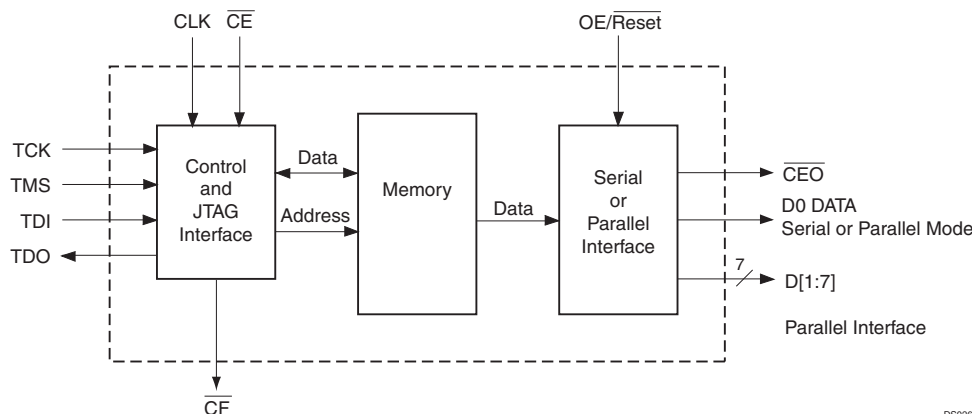 CLK CE OE/Reset
TCK
TMS
TDI
TDO
Control
and
JTAG
Interface
Data
Address
Memory
Data
Serial
or
Parallel
Interface
CEO
D0 DATA
Serial or Parallel Mode
7
D[1:7]
Parallel Interface
CF